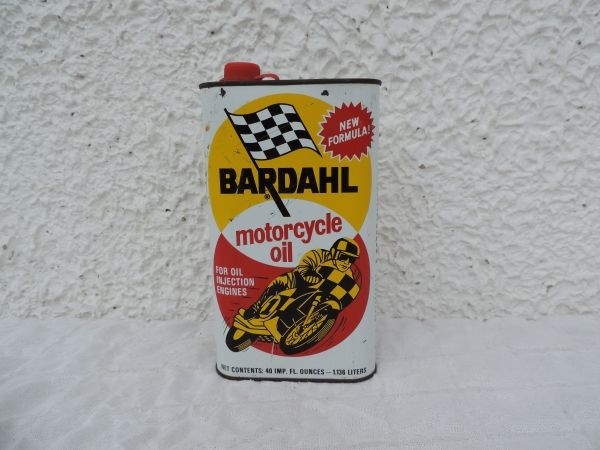 NEW
FORMULA!
BARDAHL
®
motorcycle
oil
FOR OIL
INJECTION
ENGINES
NET CONTENTS: 40 IMP. FL. OUNCES — 1.136 LITERS